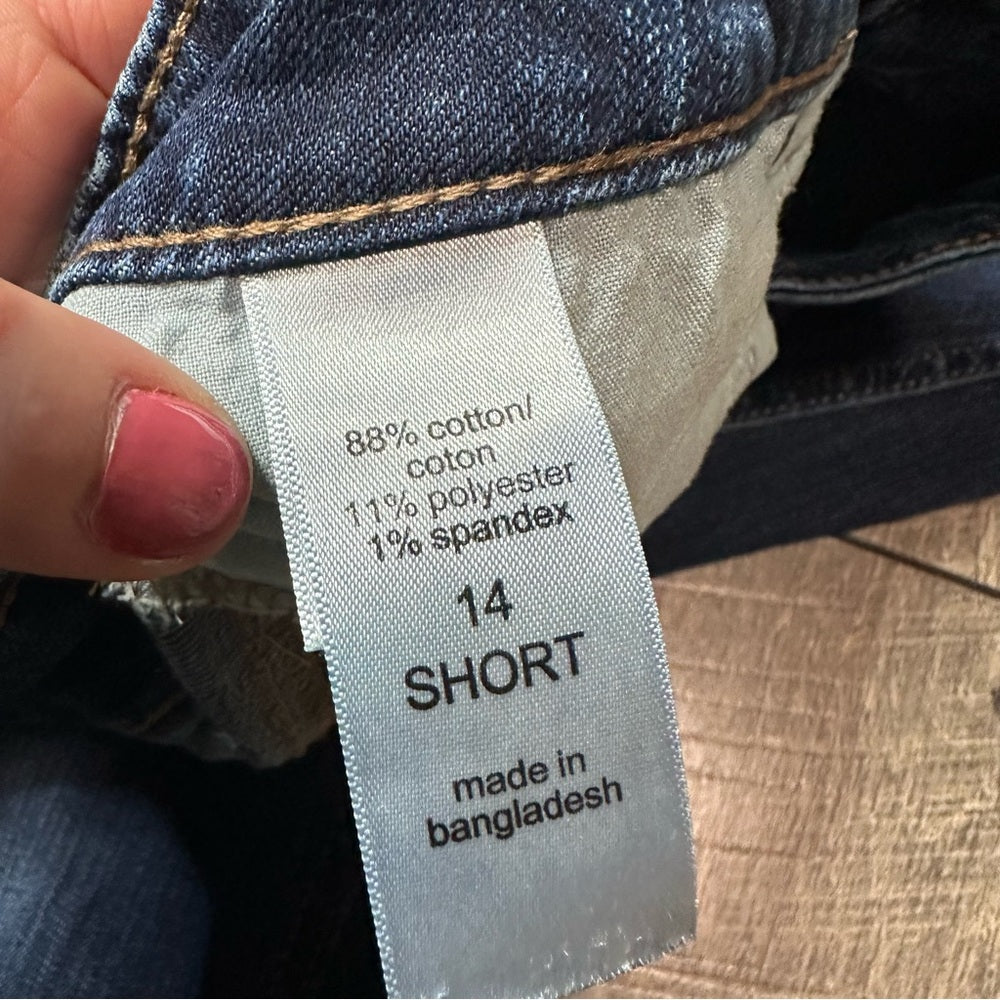 88% cotton/
coton
11% polyester
1% spandex
14
SHORT
made in
bangladesh